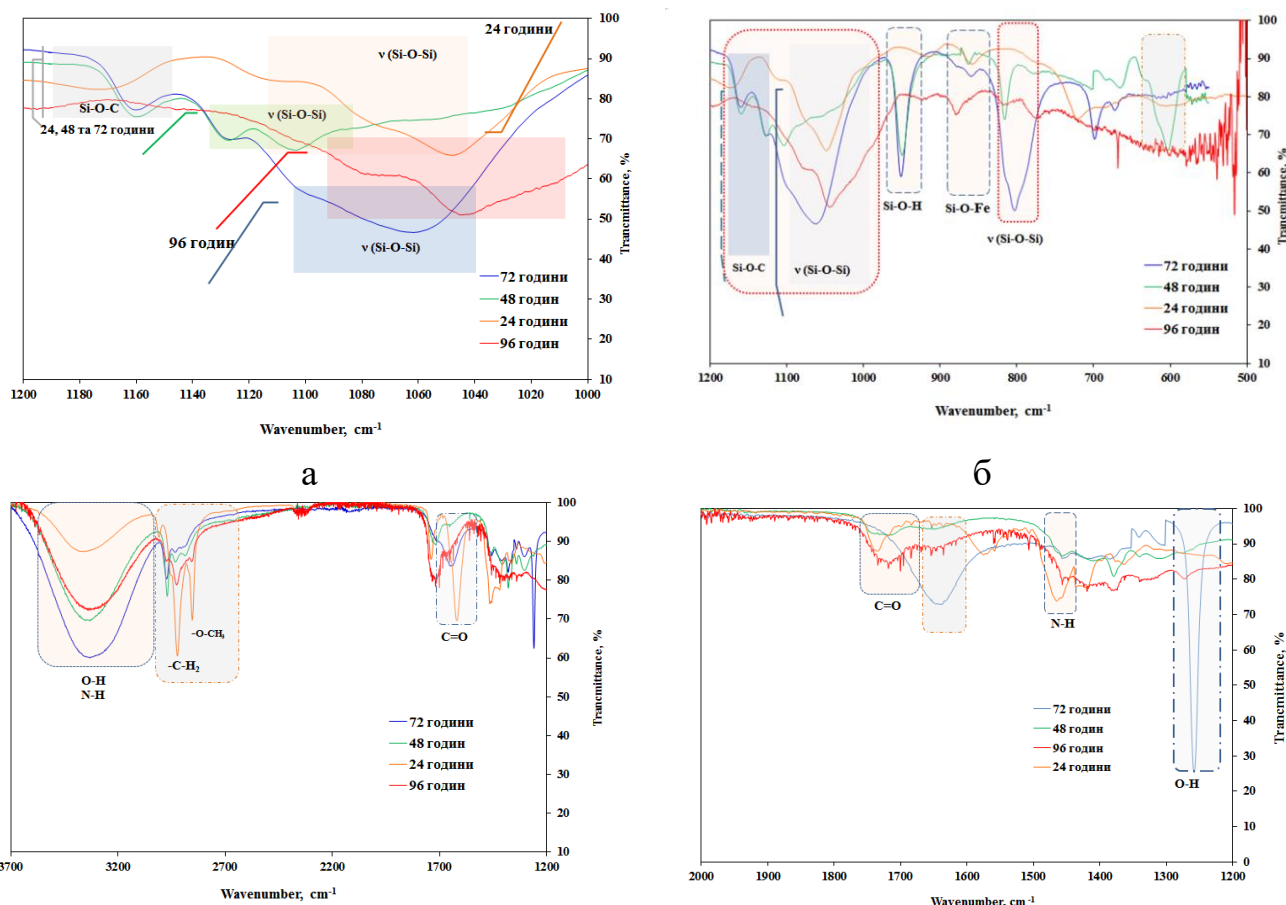 24 години
ν (Si-O-Si)
Si-O-C
24, 48 та 72 години
ν (Si-O-Si)
96 годин
ν (Si-O-Si)
72 години
48 годин
24 години
96 годин
100
90
80
70
60
50
40
30
20
10
Trancmittance, %
1200 1180 1160 1140 1120 1100 1080 1060 1040 1020 1000
Wavenumber, cm-1
а
Si-O-H
Si-O-Fe
ν (Si-O-Si)
Si-O-C
ν (Si-O-Si)
72 години
48 годин
24 години
96 годин
100
90
80
70
60
50
40
30
20
10
Trancmittance, %
1200 1100 1000 900 800 700 600 500
Wavenumber, cm-1
б
O-H
N-H
-C-H2
-O-CH3
C=O
72 години
48 годин
24 години
96 годин
100
90
80
70
60
50
40
30
20
10
Trancmittance, %
3700 3200 2700 2200 1700 1200
Wavenumber, cm-1
C=O
N-H
O-H
72 години
48 годин
96 годин
24 години
100
90
80
70
60
50
40
30
20
10
0
Trancmittance, %
2000 1900 1800 1700 1600 1500 1400 1300 1200
Wavenumber, cm-1